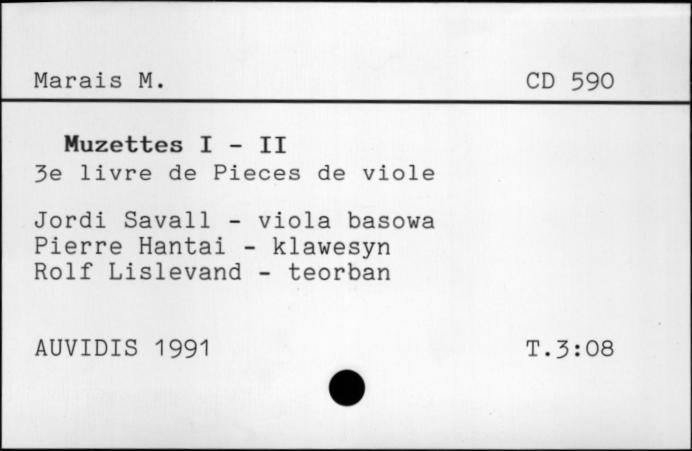 Marais M. CD 590
Muzettes I - II
3e livre de Pieces de viole
Jordi Savall - viola basowa
Pierre Hantai - klawesyn
Rolf Lislevand - teorban
AUVIDIS 1991 T.3:08